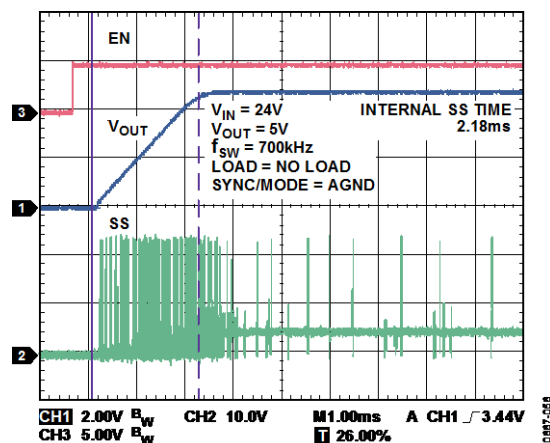 EN
3
VOUT
VIN = 24V
VOUT = 5V
fSW = 700kHz
LOAD = NO LOAD
SYNC/MODE = AGND
INTERNAL SS TIME
2.18ms
1
SS
2
CH1 2.00V BW CH2 10.0V M1.00ms A CH1 3.44V
CH3 5.00V BW T 26.00%